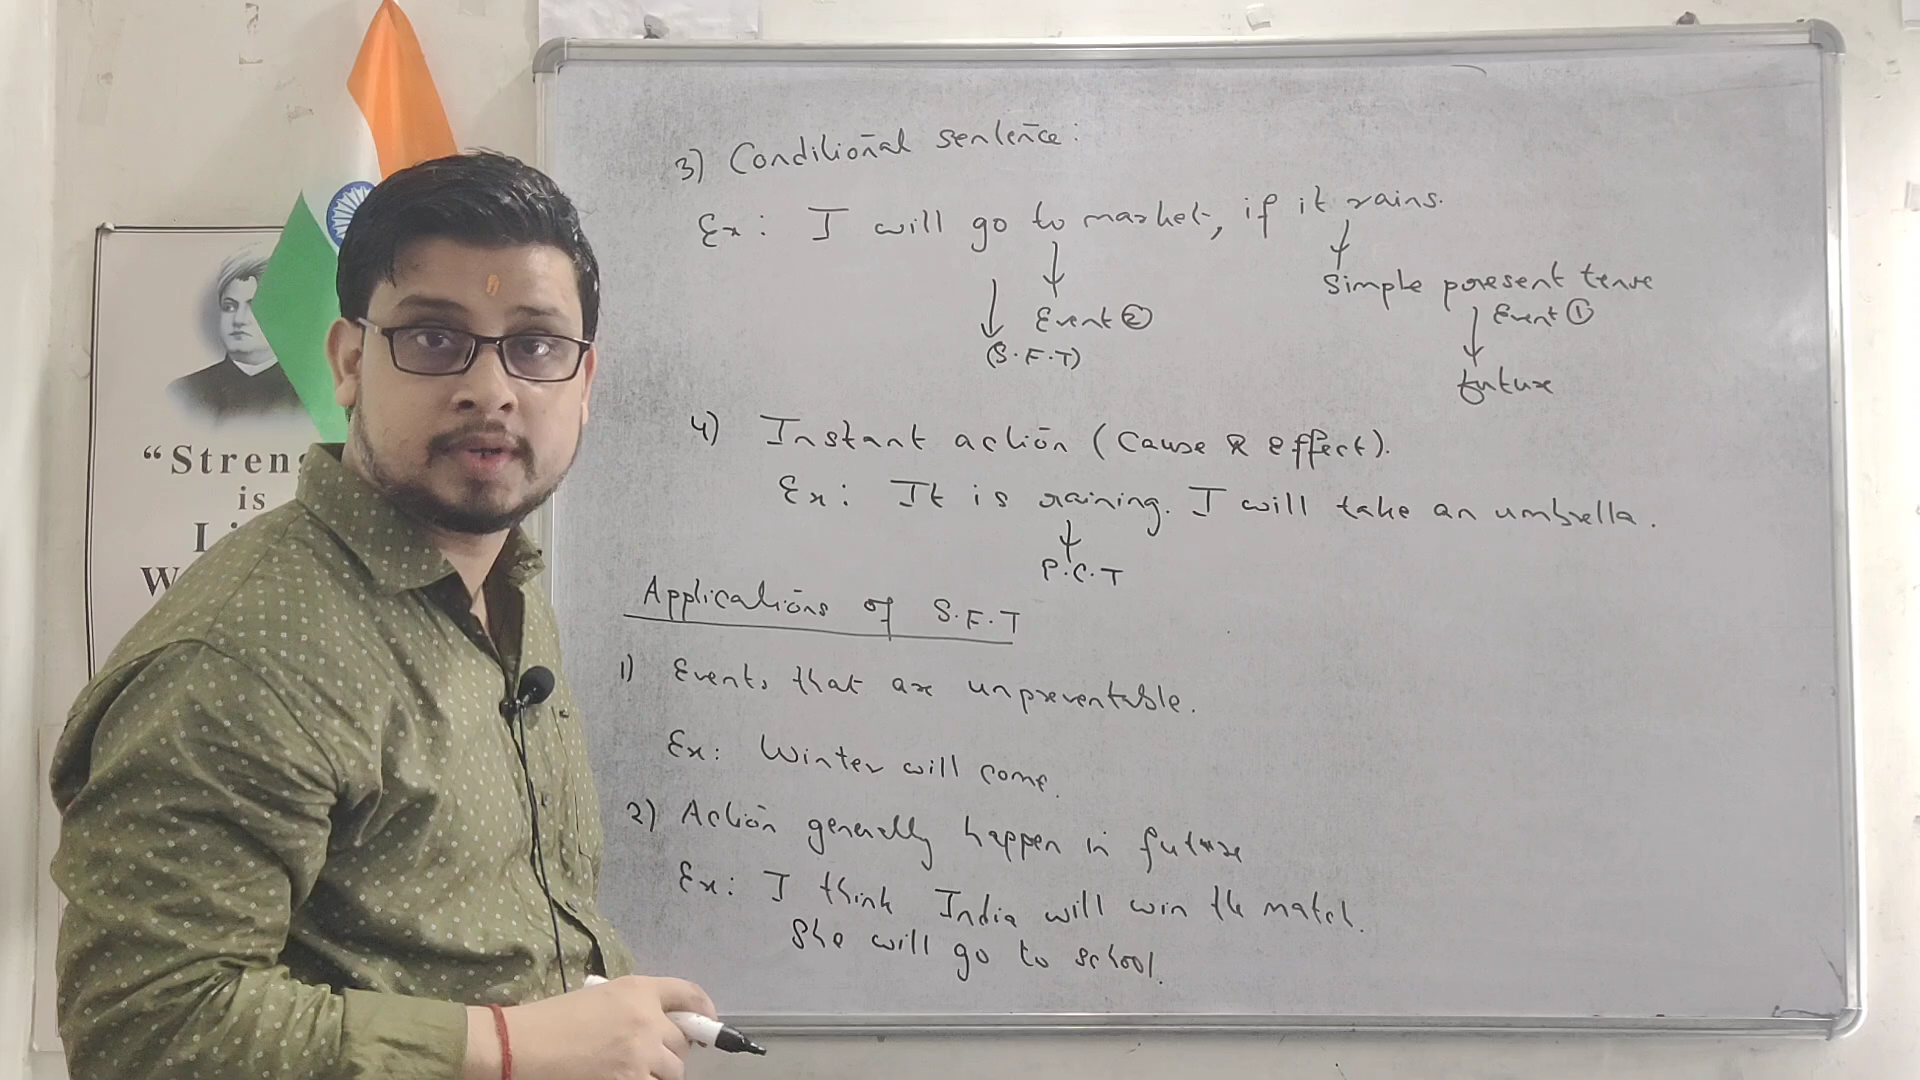 “Stren
is
L
W
3) Conditional sentence:
Ex: I will go to market, if it rains.
Simple present tense
Event ②
Event ①
(S.F.T)
future
4) Instant action (Cause & effect).
Ex: It is raining. I will take an umbrella.
P.C.T
Applications of S.F.T
1) Events that are unpreventable.
Ex: Winter will come.
2) Action generally happen in future
Ex: I think India will win the match.
She will go to school.